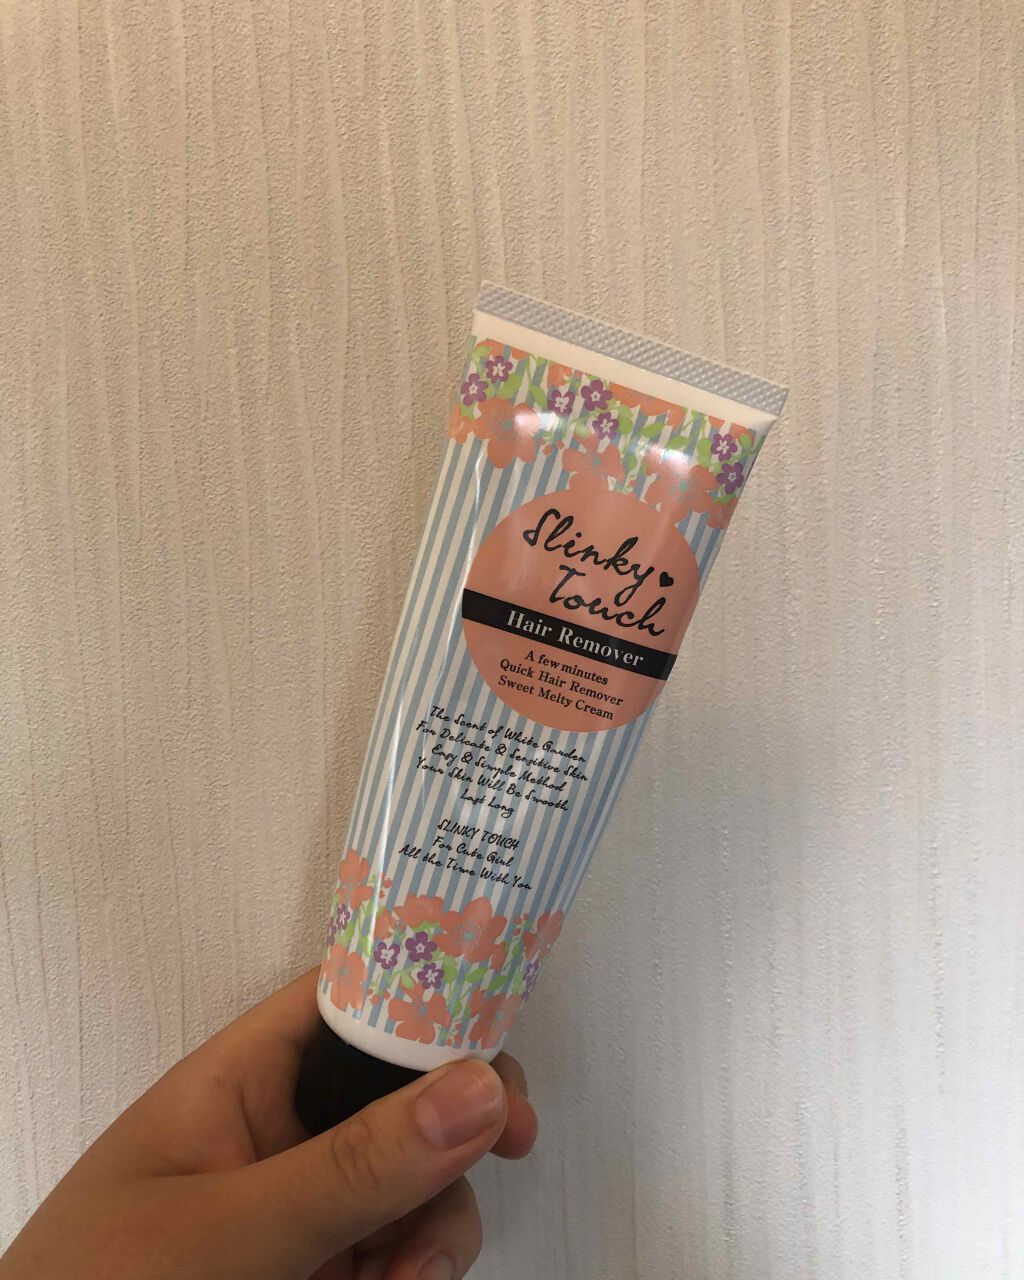 Slinky
Touch
Hair Remover
A few minutes
Quick Hair Remover
Sweet Melty Cream
The Scent of White Garden
For Delicate & Sensitive Skin
Easy & Simple Method
Your Skin Will Be Smooth
Last Long
SLINKY TOUCH
For Cute Girl
All the Time With You